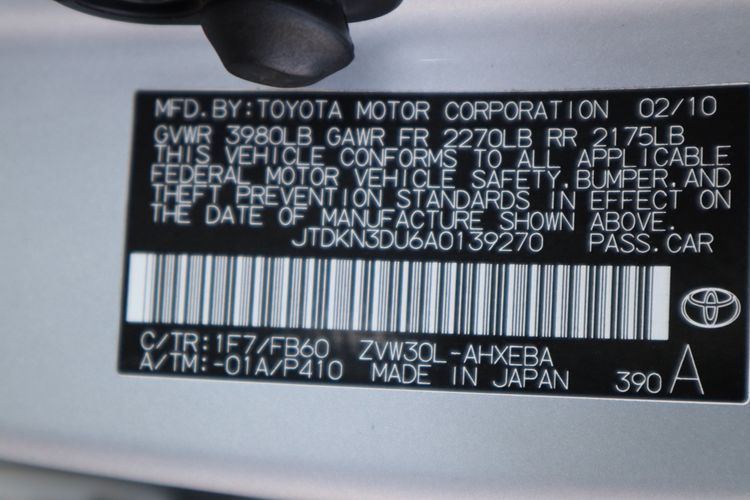 MFD.BY:TOYOTA MOTOR CORPORATION 02/10
GVWR 3980LB GAWR FR 2270LB RR 2175LB
THIS VEHICLE CONFORMS TO ALL APPLICABLE
FEDERAL MOTOR VEHICLE SAFETY,BUMPER,AND
THEFT PREVENTION STANDARDS IN EFFECT ON
THE DATE OF MANUFACTURE SHOWN ABOVE.
JTDKN3DU6A0139270 PASS.CAR
C/TR:1F7/FB60 ZVW30L-AHXEBA
A/TM:-01A/P410 MADE IN JAPAN 390 A